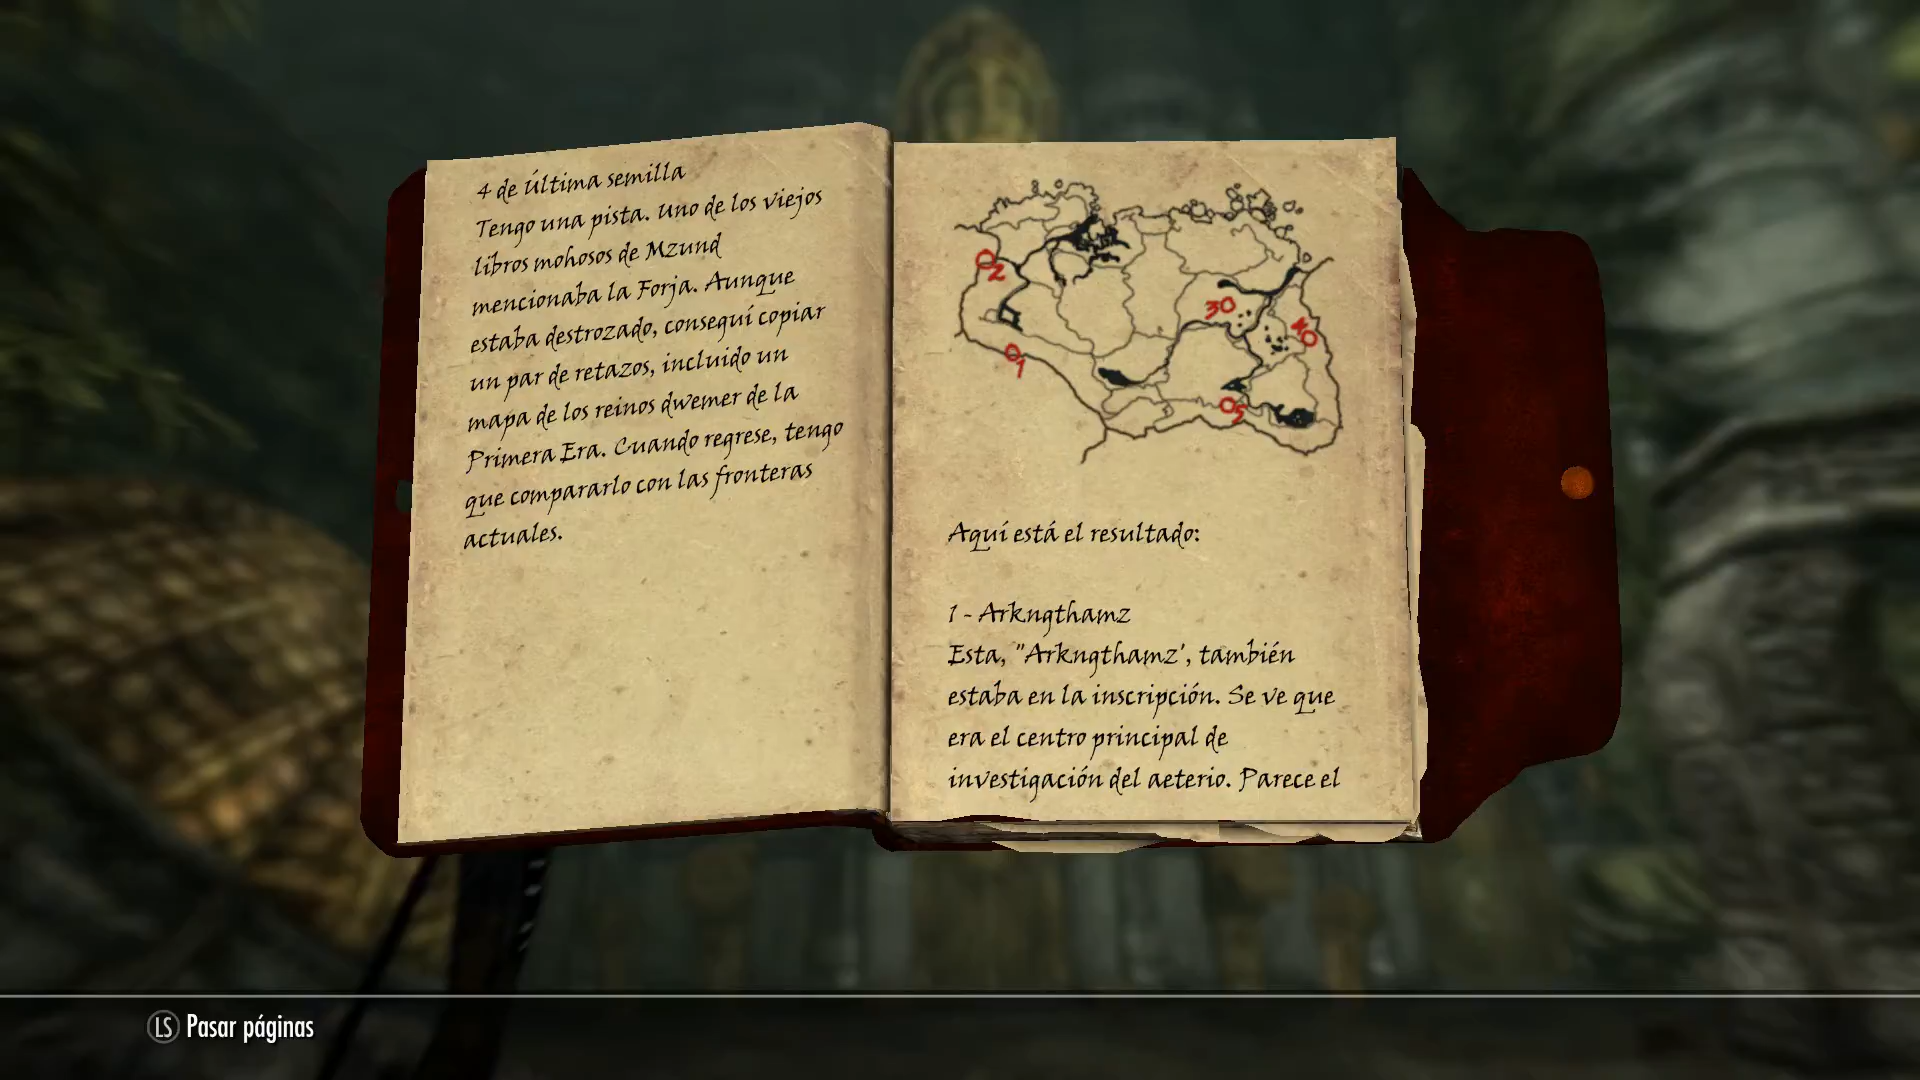 4 de Última semilla
Tengo una pista. Uno de los viejos
libros mohosos de Mzund
mencionaba la Forja. Aunque
estaba destrozado, conseguí copiar
un par de retazos, incluido un
mapa de los reinos dwemer de la
Primera Era. Cuando regrese, tengo
que compararlo con las fronteras
actuales.
2
30
40
1
5
Aquí está el resultado:
1 - Arkngthamz
Esta, "Arkngthamz', también
estaba en la inscripción. Se ve que
era el centro principal de
investigación del aeterio. Parece el
LS Pasar páginas